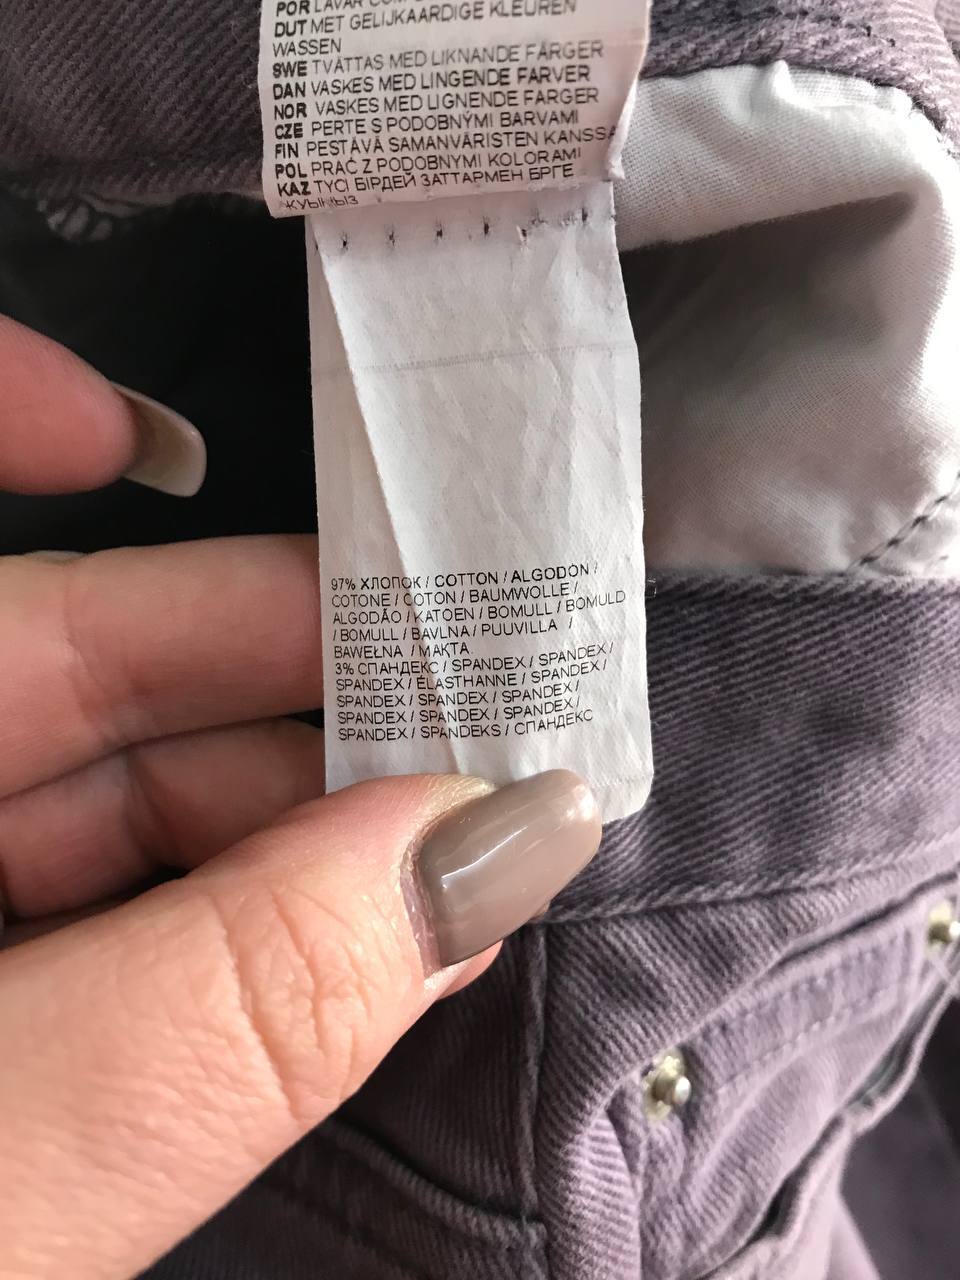 POR LAVAR COM
DUT MET GELIJKAARDIGE KLEUREN
WASSEN
SWE TVÄTTAS MED LIKNANDE FÄRGER
DAN VASKES MED LINGENDE FARVER
NOR VASKES MED LIGNENDE FARGER
CZE PERTE S PODOBNÝMI BARVAMI
FIN PESTÄVÄ SAMANVÄRISTEN KANSSA
POL PRAĆ Z PODOBNYMI KOLORAMI
KAZ ТҮСІ БІРДЕЙ ЗАТТАРМЕН БРГЕ
ЖУЫҢЫЗ
97% ХЛОПОК / COTTON / ALGODON /
COTONE / COTON / BAUMWOLLE /
ALGODÃO / KATOEN / BOMULL / BOMULD
/ BOMULL / BAVLNA / PUUVILLA /
BAWEŁNA / МАҚТА
3% СПАНДЕКС / SPANDEX / SPANDEX /
SPANDEX / ÉLASTHANNE / SPANDEX /
SPANDEX / SPANDEX / SPANDEX /
SPANDEX / SPANDEX / SPANDEX /
SPANDEX / SPANDEKS / СПАНДЕКС